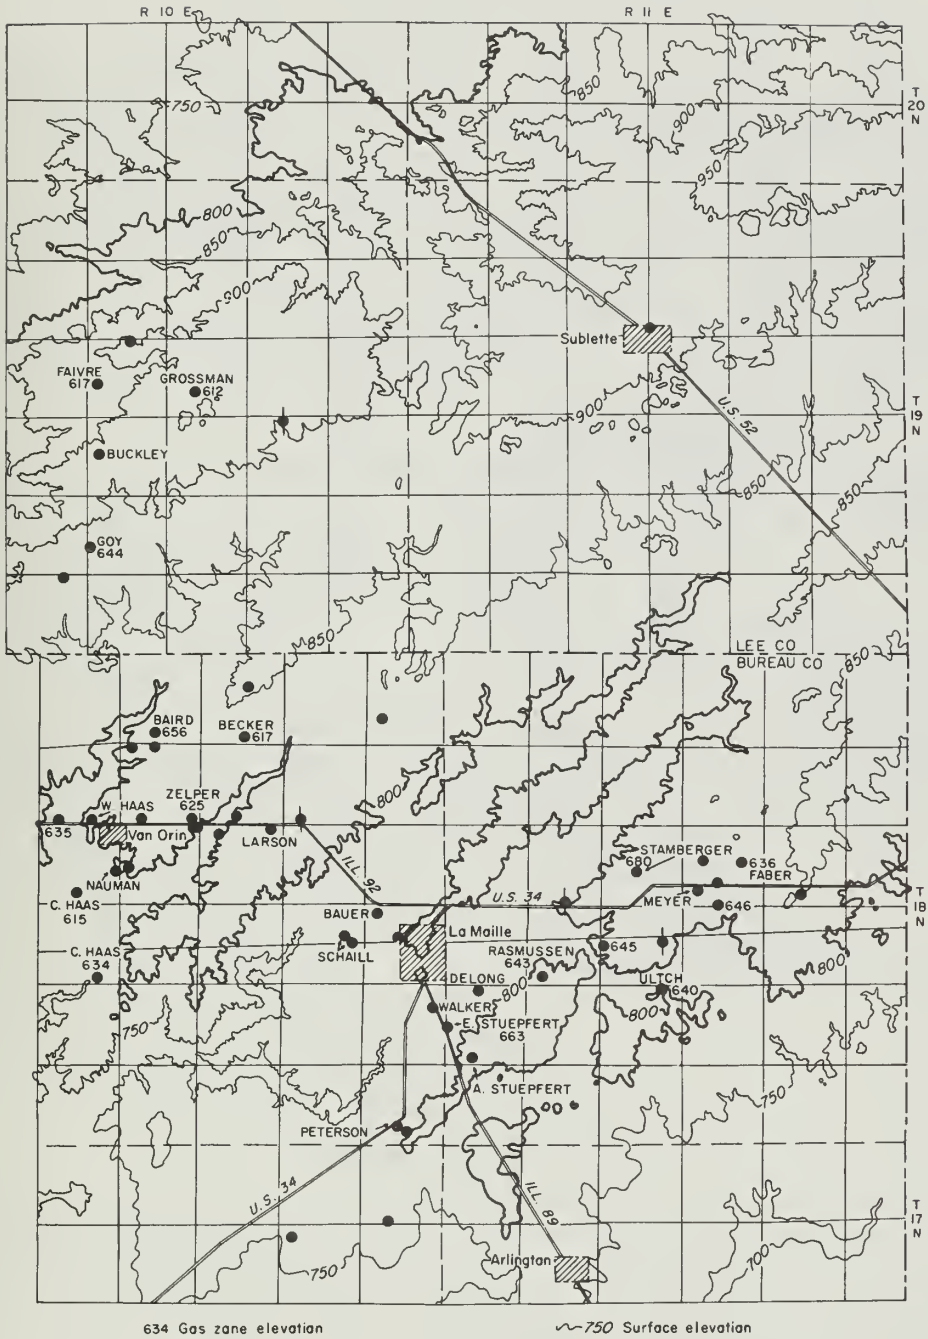 R 10 E
R 11 E
T
20
N
750
850
900
950
800
850
900
Sublette
FAIVRE
617
GROSSMAN
612
900
U.S. 52
T
19
N
BUCKLEY
850
850
GOY
644
850
LEE CO
BUREAU CO
850
BAIRD
656
BECKER
617
800
W. HAAS
ZELPER
625
635
Van Orin
LARSON
STAMBERGER
680
636
FABER
ILL. 92
NAUMAN
U.S. 34
MEYER
646
T
18
N
C. HAAS
615
BAUER
La Maille
SCHAILL
RASMUSSEN
643
645
C. HAAS
634
800
DELONG
800
ULTCH
640
WALKER
800
E. STUEPFERT
663
750
A. STUEPFERT
750
PETERSON
U.S. 34
ILL. 89
T
17
N
750
Arlington
700
634 Gas zane elevation
750 Surface elevation